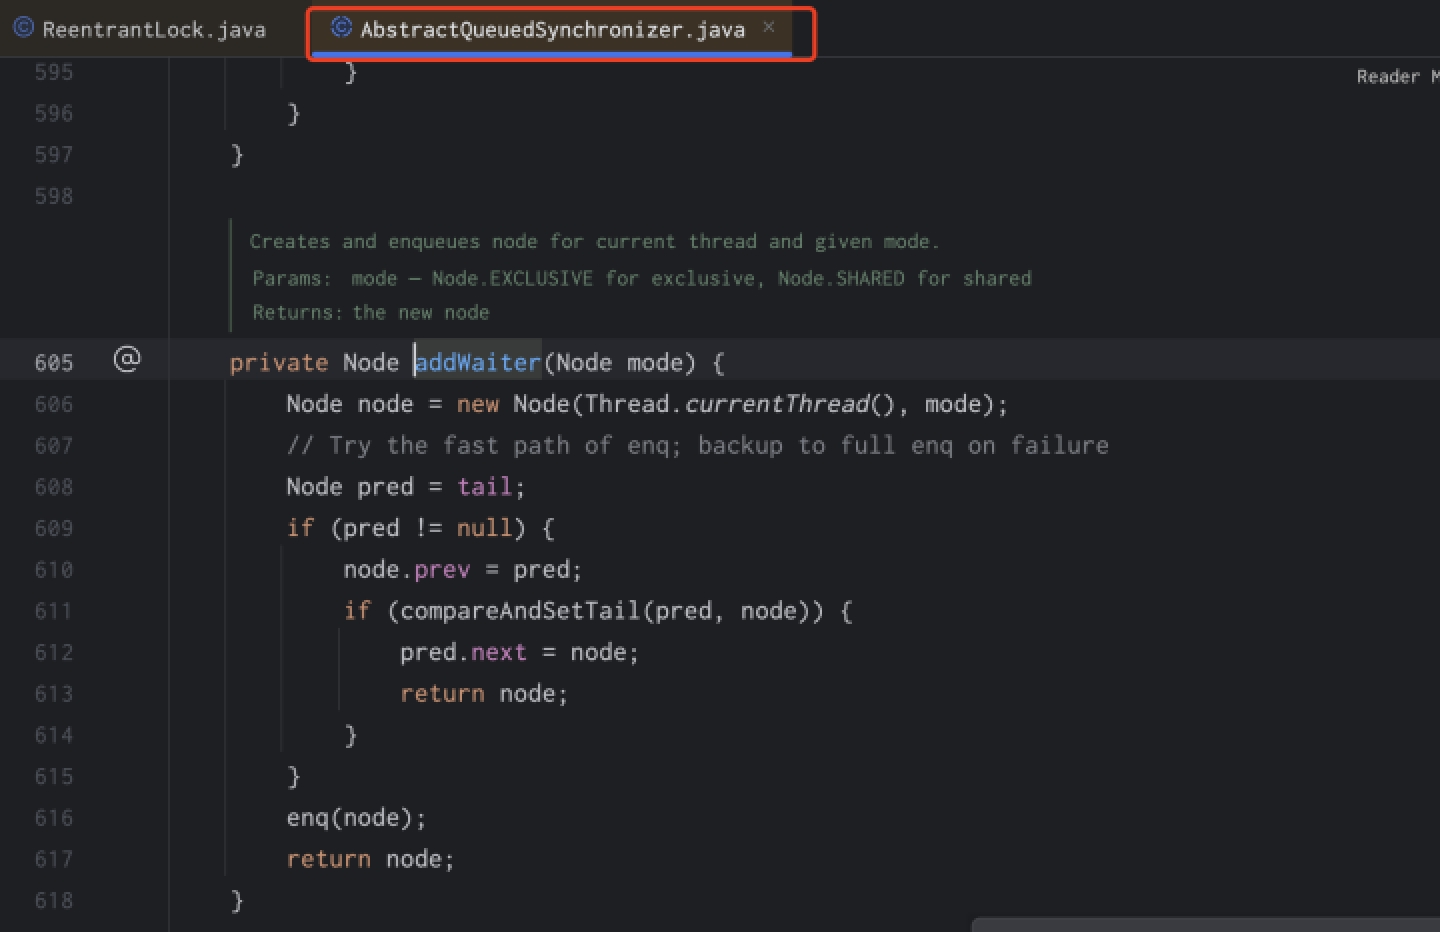 ReentrantLock.java AbstractQueuedSynchronizer.java ×
595 }
Reader M
596 }
597 }
598
Creates and enqueues node for current thread and given mode.
Params: mode – Node.EXCLUSIVE for exclusive, Node.SHARED for shared
Returns: the new node
605 @ private Node addWaiter(Node mode) {
606 Node node = new Node(Thread.currentThread(), mode);
607 // Try the fast path of enq; backup to full enq on failure
608 Node pred = tail;
609 if (pred != null) {
610 node.prev = pred;
611 if (compareAndSetTail(pred, node)) {
612 pred.next = node;
613 return node;
614 }
615 }
616 enq(node);
617 return node;
618 }